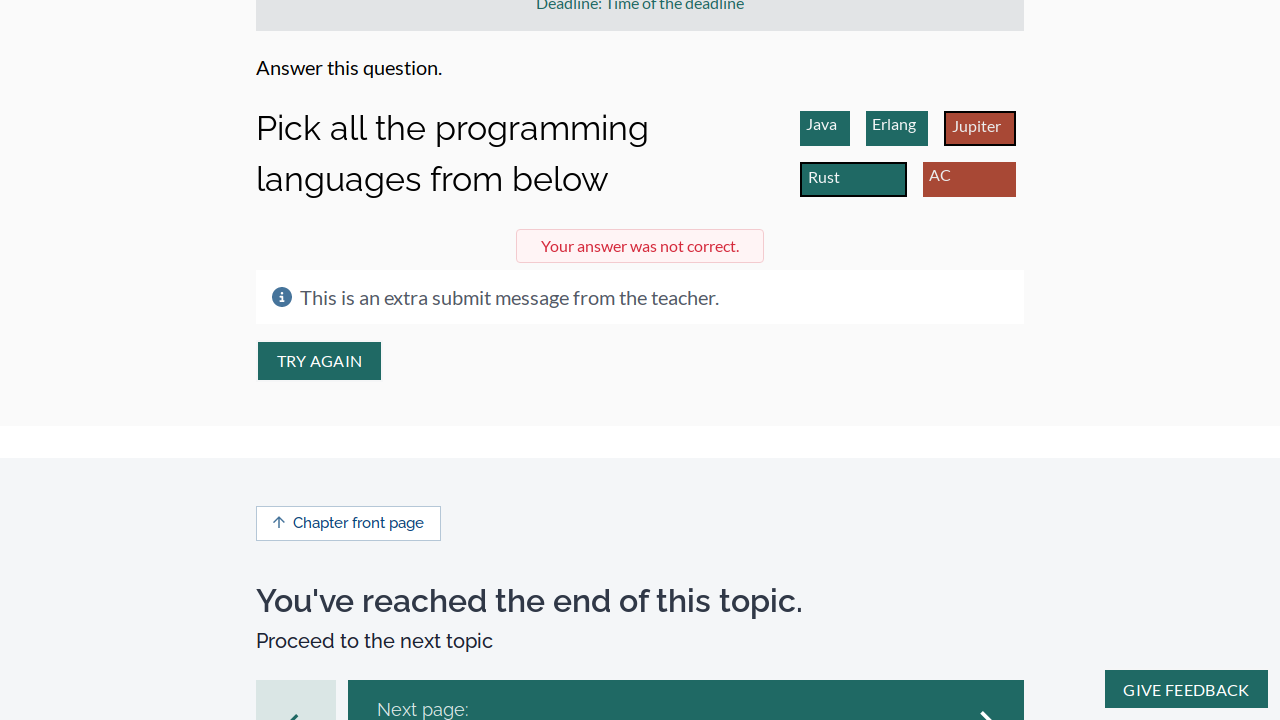 Deadline: Time of the deadline
Answer this question.
Pick all the programming
languages from below
Java
Erlang
Jupiter
Rust
AC
Your answer was not correct.
This is an extra submit message from the teacher.
TRY AGAIN
Chapter front page
You've reached the end of this topic.
Proceed to the next topic
GIVE FEEDBACK
Next page: